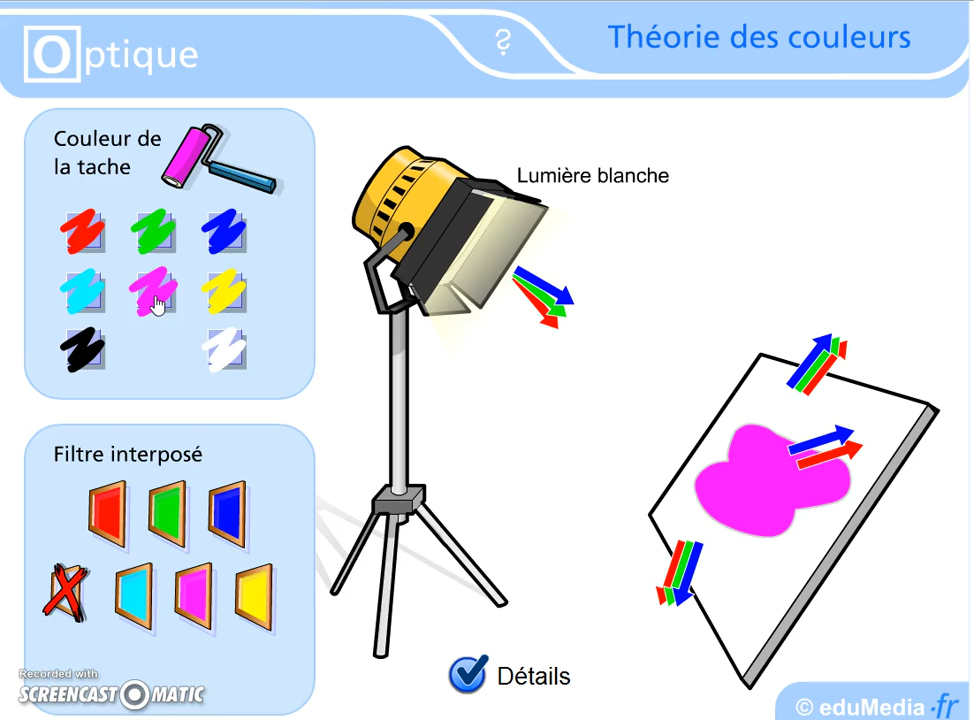 Optique
?
Théorie des couleurs
Couleur de
la tache
Lumière blanche
Filtre interposé
Détails
Recorded with
SCREENCAST-O-MATIC
© eduMedia.fr